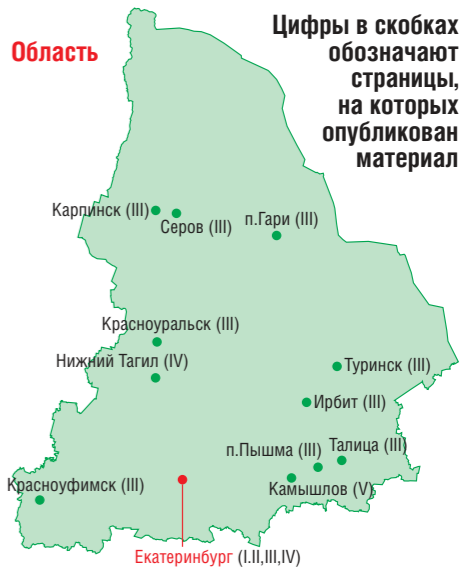 Область
Цифры в скобках
обозначают
страницы,
на которых
опубликован
материал
Карпинск (III)
Серов (III)
п.Гари (III)
Красноуральск (III)
Нижний Тагил (IV)
Туринск (III)
Ирбит (III)
п.Пышма (III)
Талица (III)
Камышлов (V)
Красноуфимск (III)
Екатеринбург (I.II,III,IV)